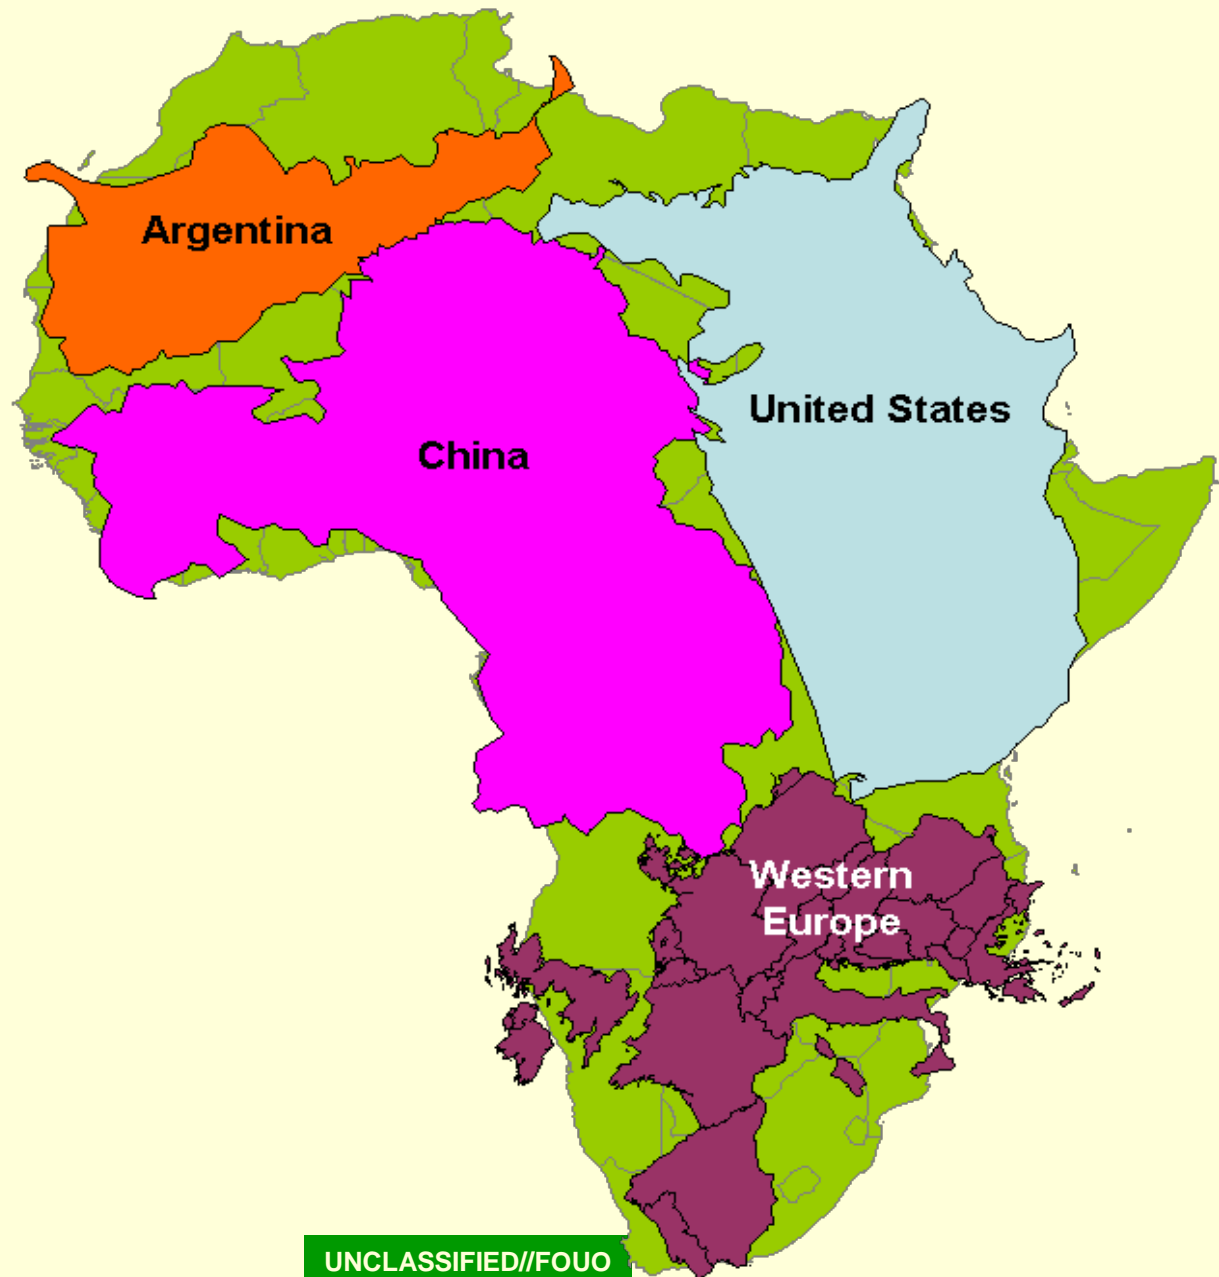 Argentina
United States
China
Western
Europe
UNCLASSIFIED//FOUO